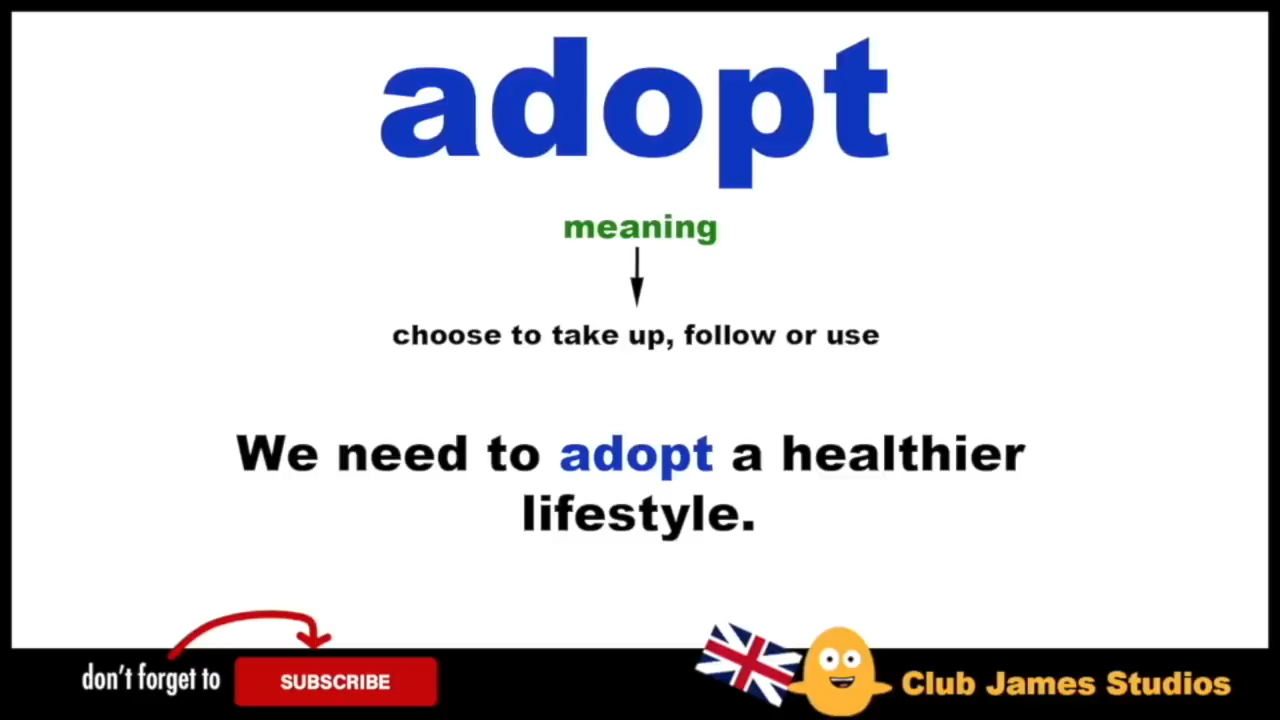 adopt
meaning
choose to take up, follow or use
We need to adopt a healthier
lifestyle.
don't forget to
SUBSCRIBE
Club James Studios